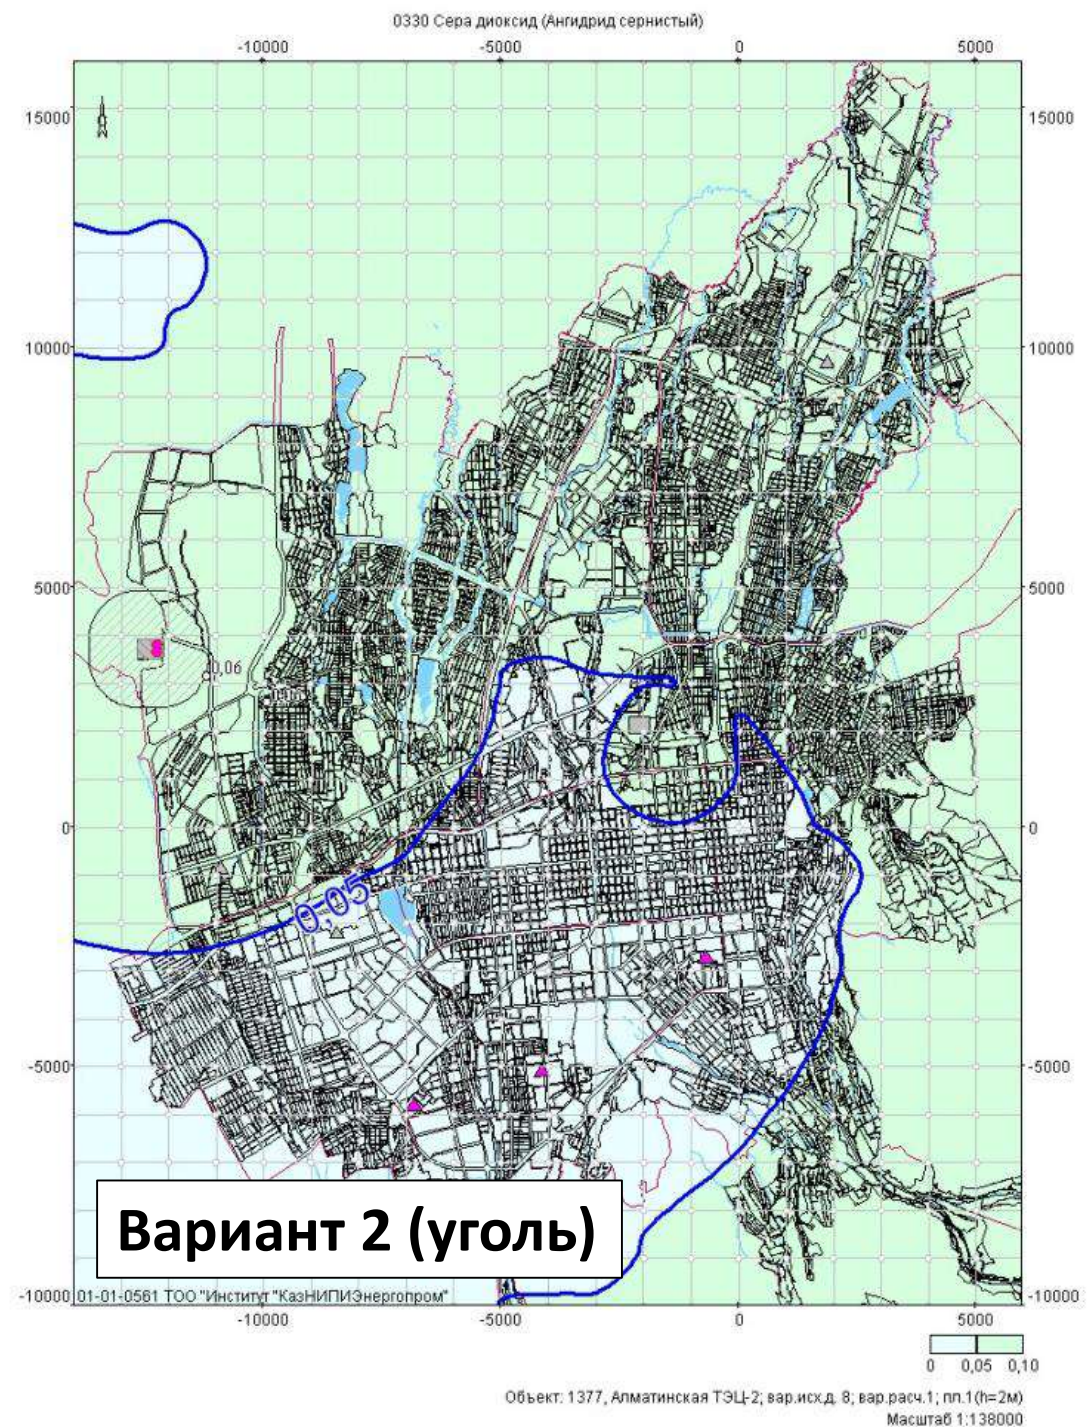 0330 Сера диоксид (Ангидрид сернистый)
-10000 -5000 0 5000
15000 15000
10000 10000
5000 5000
0,06
0 0
0,05
-5000 -5000
Вариант 2 (уголь)
-10000 01-01-0561 ТОО "Институт "КазНИПИЭнергопром" -10000
-10000 -5000 0 5000
0 0,05 0,10
Объект: 1377, Алматинская ТЭЦ-2; вар.исх.д. 8; вар.расч.1; пл.1(h=2м)
Масштаб 1:138000